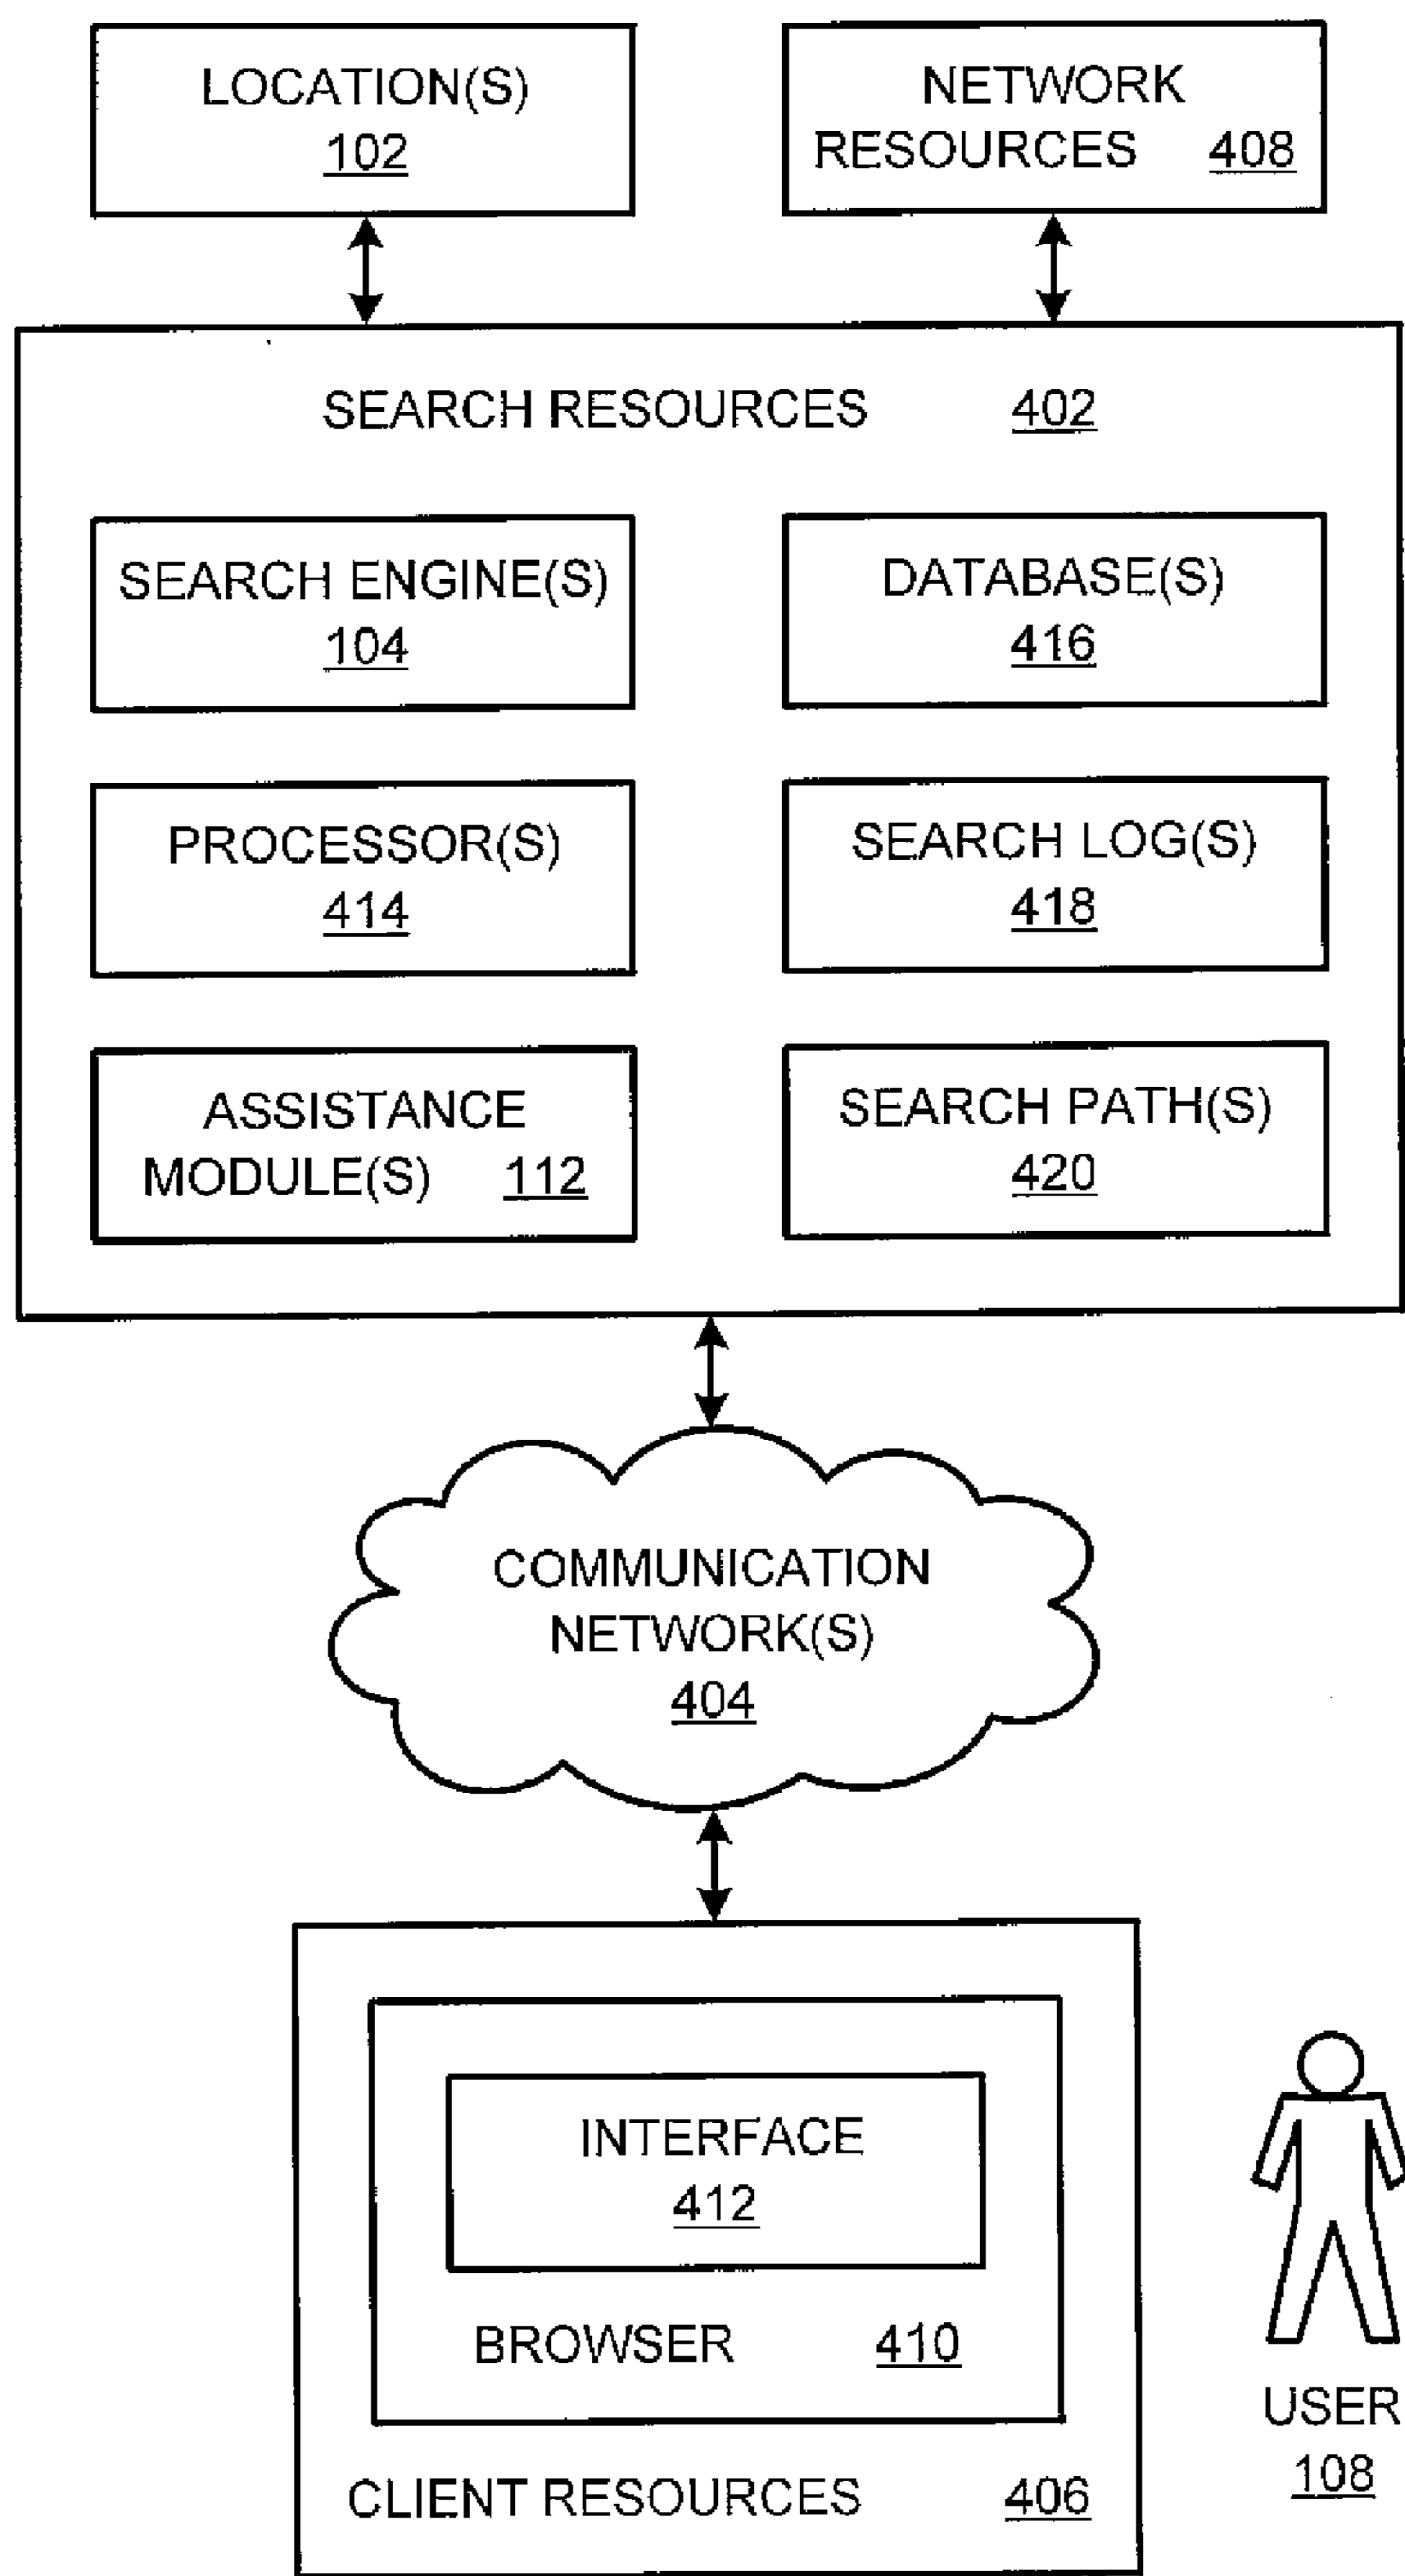 LOCATION(S)
102
NETWORK
RESOURCES 408
SEARCH RESOURCES 402
SEARCH ENGINE(S)
104
DATABASE(S)
416
PROCESSOR(S)
414
SEARCH LOG(S)
418
ASSISTANCE
MODULE(S) 112
SEARCH PATH(S)
420
COMMUNICATION
NETWORK(S)
404
INTERFACE
412
BROWSER 410
CLIENT RESOURCES 406
USER
108